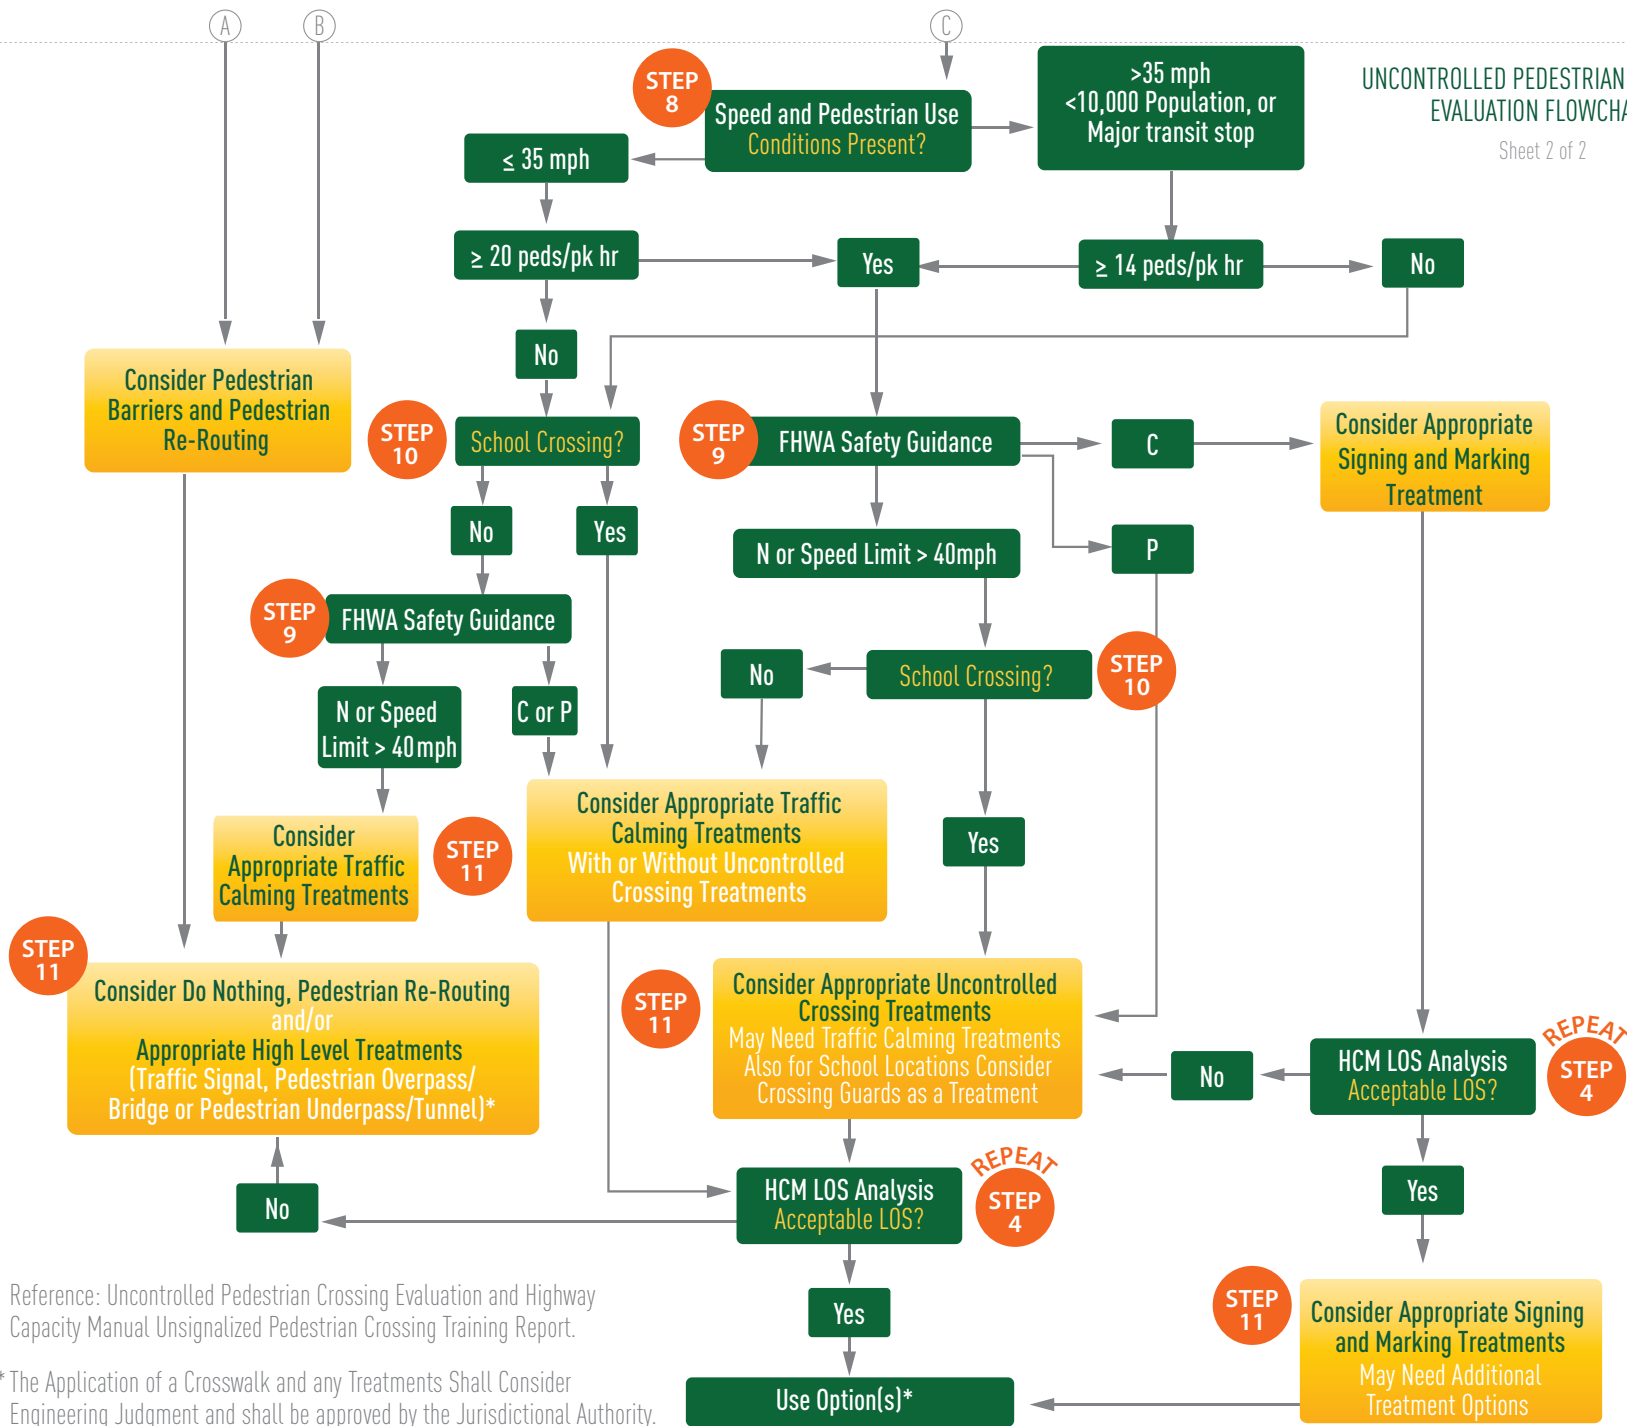 A
B
C
UNCONTROLLED PEDESTRIAN
EVALUATION FLOWCHA
Sheet 2 of 2
STEP
8
Speed and Pedestrian Use
Conditions Present?
>35 mph
<10,000 Population, or
Major transit stop
≤ 35 mph
≥ 20 peds/pk hr
Yes
≥ 14 peds/pk hr
No
No
Consider Pedestrian
Barriers and Pedestrian
Re-Routing
STEP
10
School Crossing?
STEP
9
FHWA Safety Guidance
C
Consider Appropriate
Signing and Marking
Treatment
No
Yes
N or Speed Limit > 40mph
P
STEP
9
FHWA Safety Guidance
No
School Crossing?
STEP
10
N or Speed
Limit > 40mph
C or P
Consider
Appropriate Traffic
Calming Treatments
STEP
11
Consider Appropriate Traffic
Calming Treatments
With or Without Uncontrolled
Crossing Treatments
Yes
STEP
11
Consider Do Nothing, Pedestrian Re-Routing
and/or
Appropriate High Level Treatments
(Traffic Signal, Pedestrian Overpass/
Bridge or Pedestrian Underpass/Tunnel)*
STEP
11
Consider Appropriate Uncontrolled
Crossing Treatments
May Need Traffic Calming Treatments
Also for School Locations Consider
Crossing Guards as a Treatment
No
HCM LOS Analysis
Acceptable LOS?
REPEAT
STEP
4
No
HCM LOS Analysis
Acceptable LOS?
REPEAT
STEP
4
Yes
Yes
STEP
11
Consider Appropriate Signing
and Marking Treatments
May Need Additional
Treatment Options
Use Option(s)*
Reference: Uncontrolled Pedestrian Crossing Evaluation and Highway
Capacity Manual Unsignalized Pedestrian Crossing Training Report.
* The Application of a Crosswalk and any Treatments Shall Consider
Engineering Judgment and shall be approved by the Jurisdictional Authority.